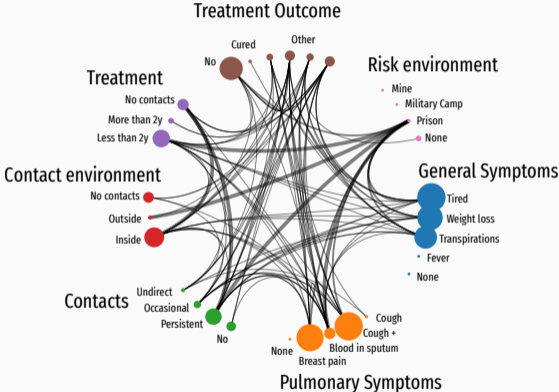 Treatment Outcome
Cured
Other
No
Risk environment
Mine
Military Camp
Prison
None
Treatment
No contacts
More than 2y
Less than 2y
Contact environment
No contacts
Outside
Inside
General Symptoms
Tired
Weight loss
Transpirations
Fever
None
Contacts
Undirect
Occasional
Persistent
No
Cough
Cough +
Blood in sputum
Breast pain
None
Pulmonary Symptoms